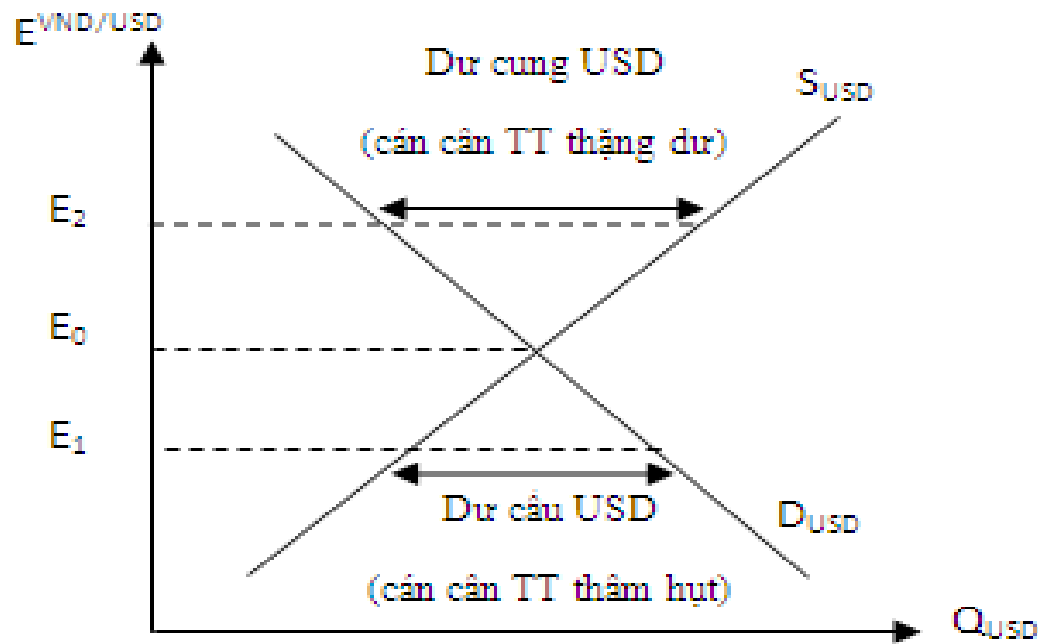 E^VND/USD
Dư cung USD
S_USD
(cán cân TT thặng dư)
E₂
E₀
E₁
Dư cầu USD
D_USD
(cán cân TT thâm hụt)
Q_USD